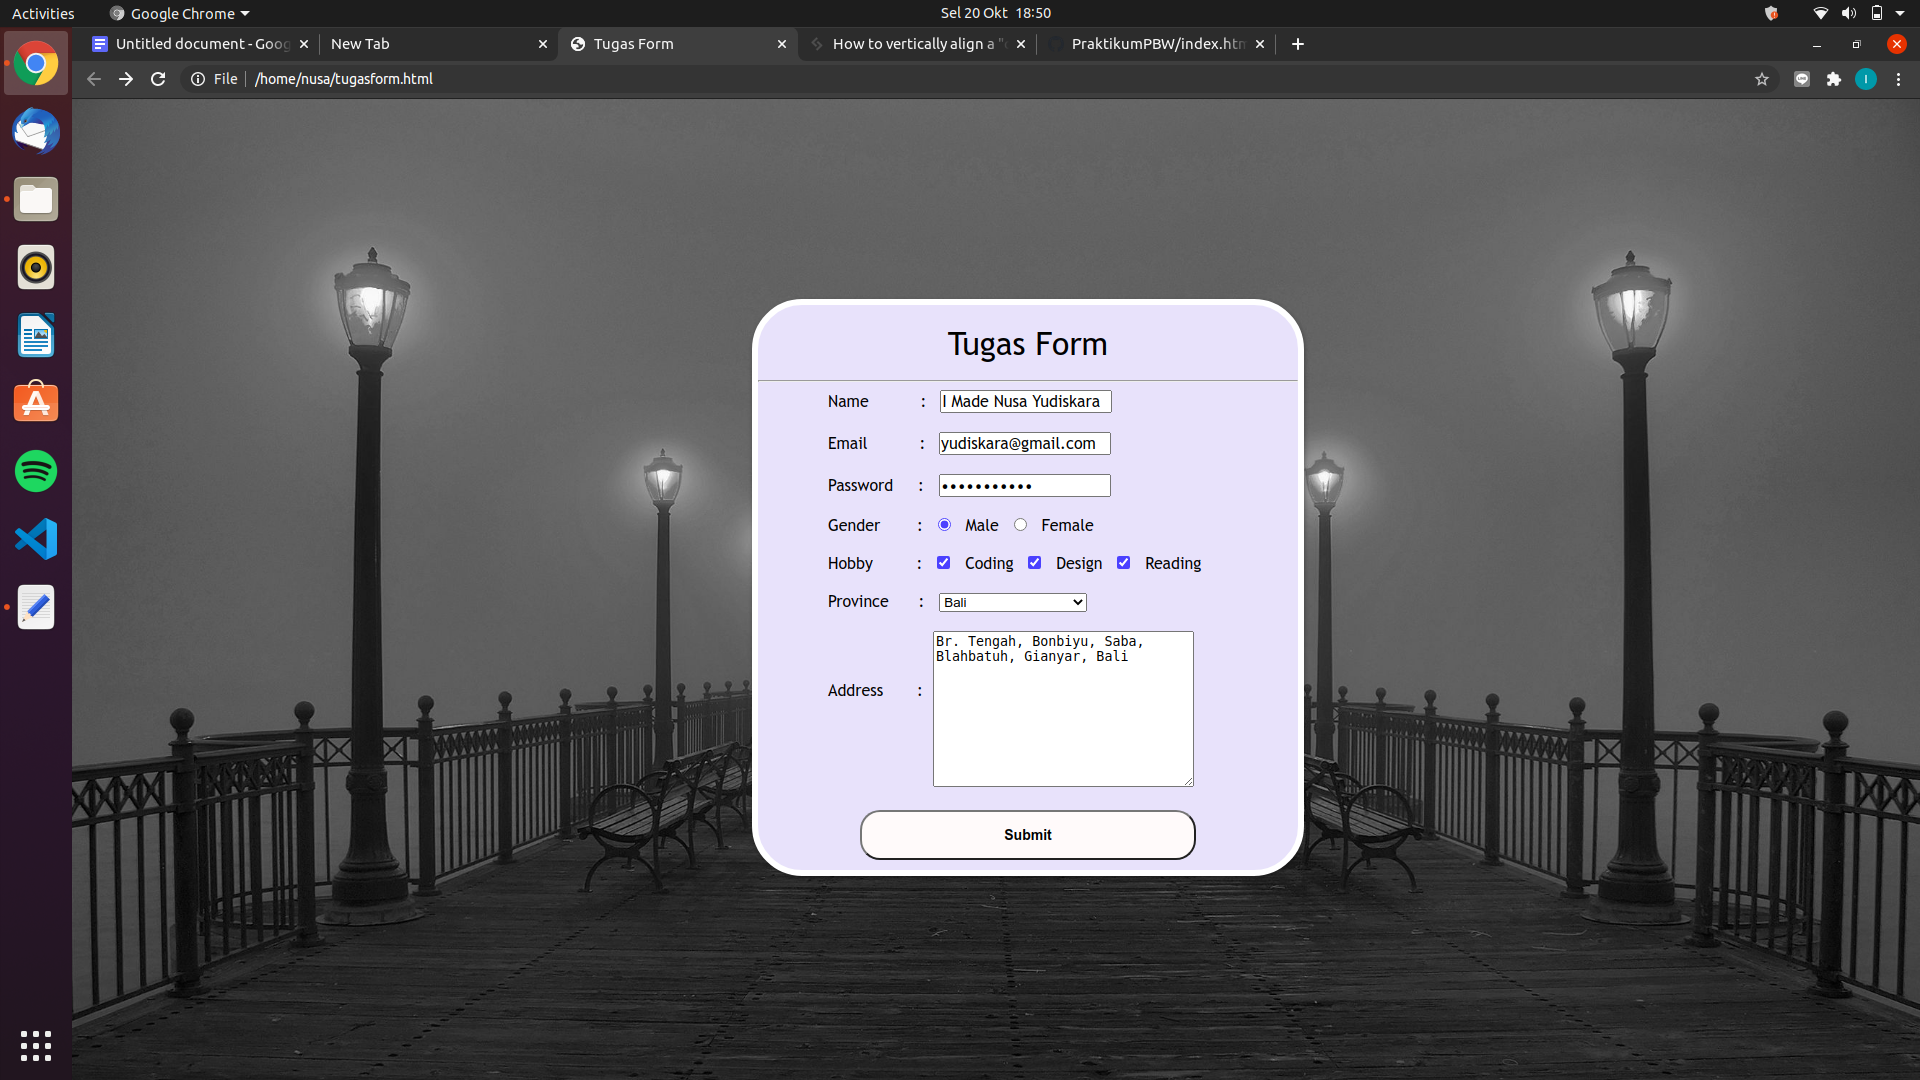 Activities Google Chrome Sel 20 Okt 18:50
Untitled document - Goog New Tab Tugas Form How to vertically align a "c PraktikumPBW/index.htm
File /home/nusa/tugasform.html I
Tugas Form
Name : I Made Nusa Yudiskara
Email : yudiskara@gmail.com
Password : •••••••••••
Gender : Male Female
Hobby : Coding Design Reading
Province : Bali
Br. Tengah, Bonbiyu, Saba,
Blahbatuh, Gianyar, Bali
Address :
Submit